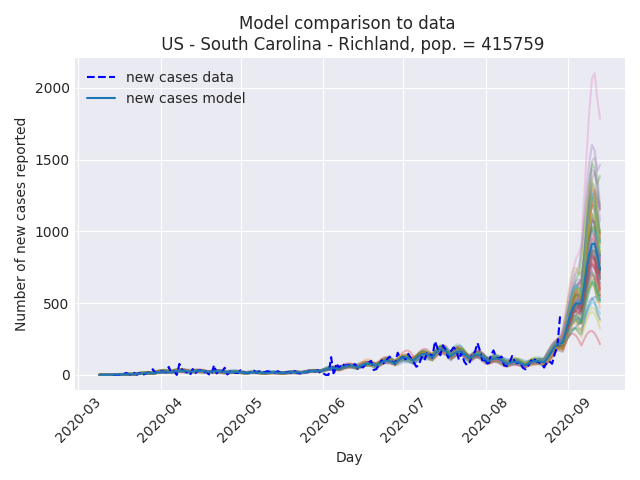 Model comparison to data
US - South Carolina - Richland, pop. = 415759
new cases data
new cases model
Number of new cases reported
2000
1500
1000
500
0
2020-03
2020-04
2020-05
2020-06
2020-07
2020-08
2020-09
Day